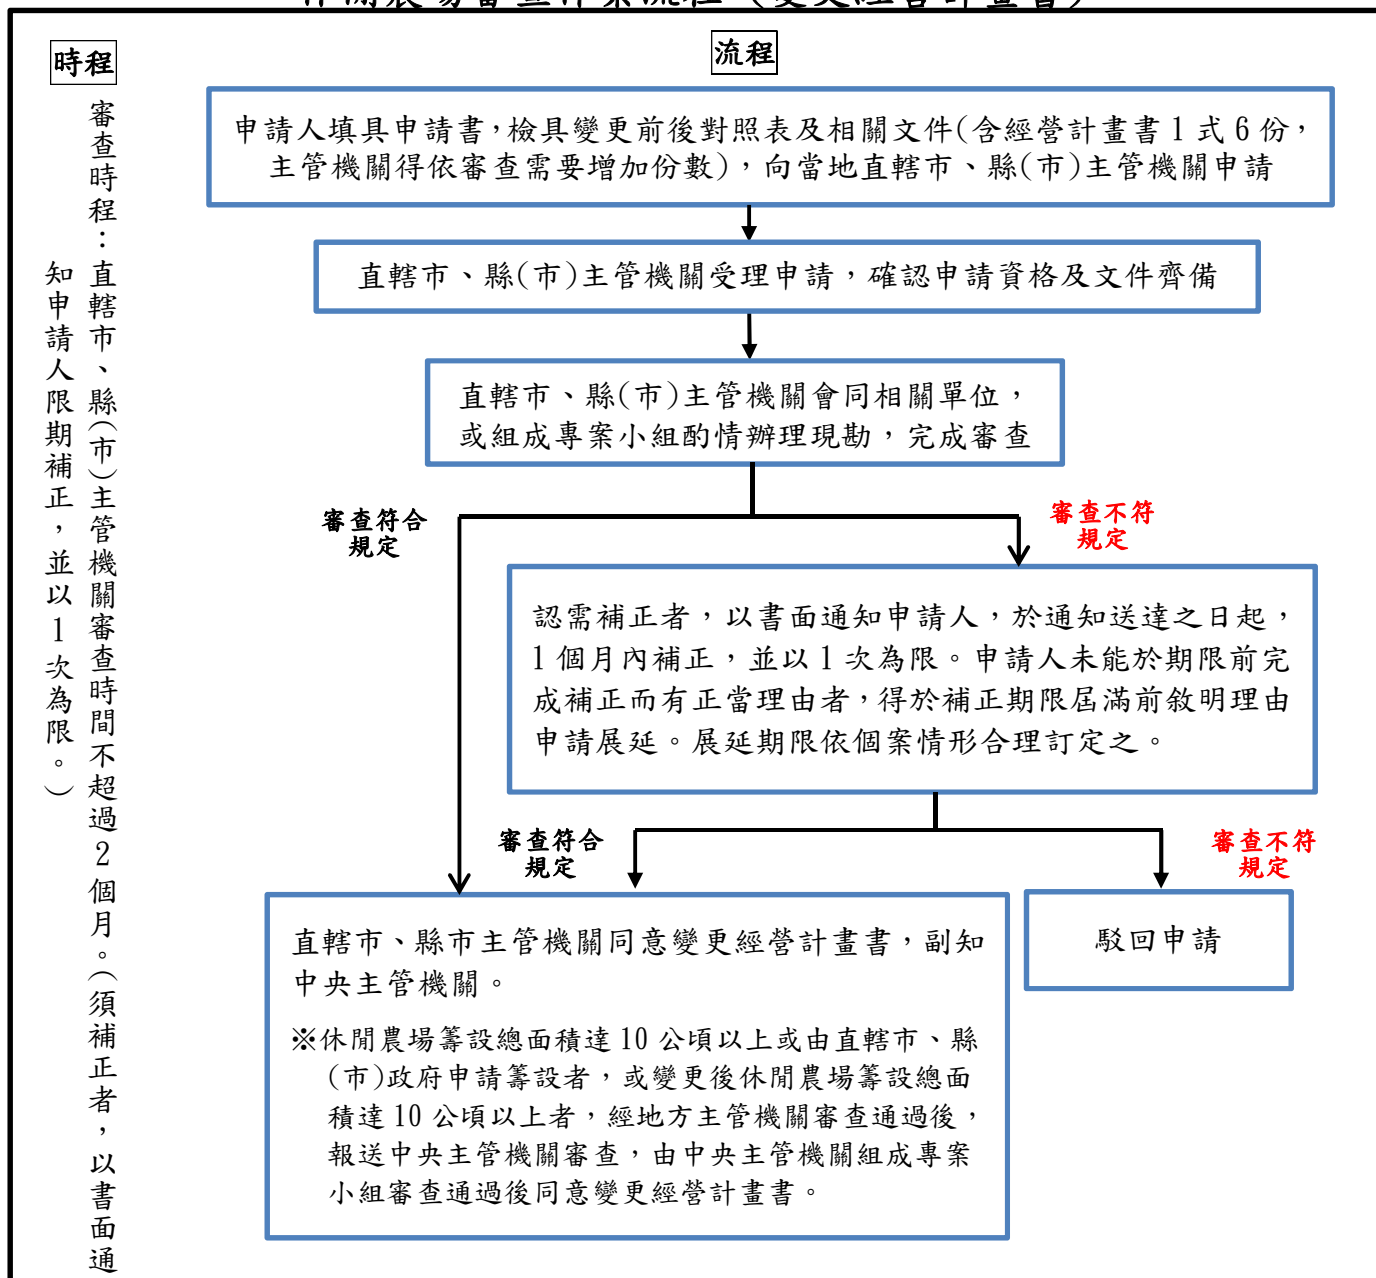 休閒農場審查作業流程（變更經營計畫書）
時程
審查時程：直轄市、縣(市)主管機關審查時間不超過2個月。(須補正者，以書面通
知申請人限期補正，並以1次為限。)
流程
申請人填具申請書，檢具變更前後對照表及相關文件(含經營計畫書1式6份，
主管機關得依審查需要增加份數)，向當地直轄市、縣(市)主管機關申請
直轄市、縣(市)主管機關受理申請，確認申請資格及文件齊備
直轄市、縣(市)主管機關會同相關單位，
或組成專案小組酌情辦理現勘，完成審查
審查符合
規定
審查不符
規定
認需補正者，以書面通知申請人，於通知送達之日起，
1個月內補正，並以1次為限。申請人未能於期限前完
成補正而有正當理由者，得於補正期限屆滿前敘明理由
申請展延。展延期限依個案情形合理訂定之。
審查符合
規定
審查不符
規定
直轄市、縣市主管機關同意變更經營計畫書，副知
中央主管機關。
※休閒農場籌設總面積達10公頃以上或由直轄市、縣
(市)政府申請籌設者，或變更後休閒農場籌設總面
積達10公頃以上者，經地方主管機關審查通過後，
報送中央主管機關審查，由中央主管機關組成專案
小組審查通過後同意變更經營計畫書。
駁回申請